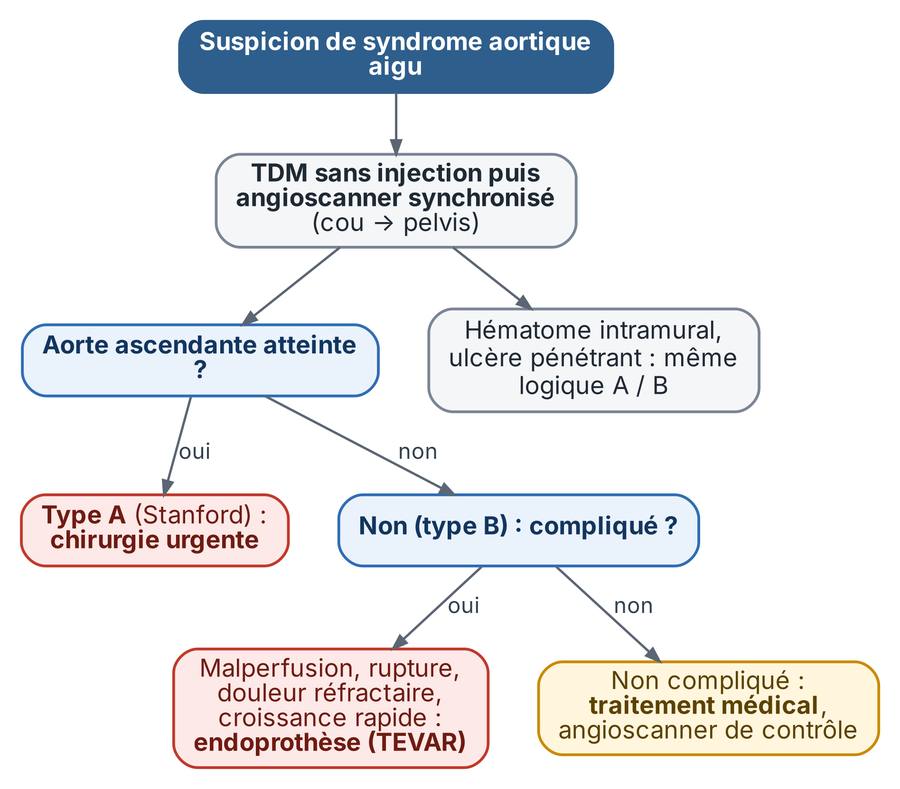 Suspicion de syndrome aortique
aigu
TDM sans injection puis
angioscanner synchronisé
(cou → pelvis)
Aorte ascendante atteinte
?
Hématome intramural,
ulcère pénétrant : même
logique A / B
oui
non
Type A (Stanford) :
chirurgie urgente
Non (type B) : compliqué ?
oui
non
Malperfusion, rupture,
douleur réfractaire,
croissance rapide :
endoprothèse (TEVAR)
Non compliqué :
traitement médical,
angioscanner de contrôle